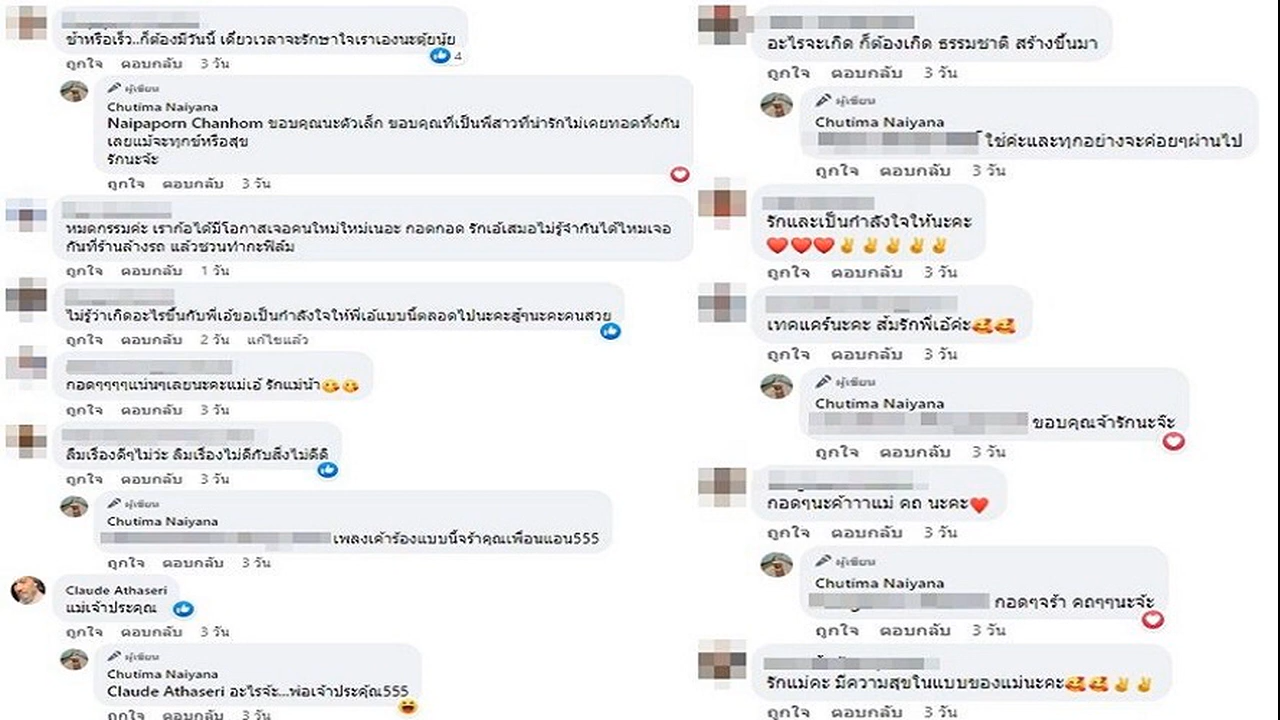 ช้าหรือเร็ว..ก็ต้องมีวันนี้ เดี๋ยวเวลาจะรักษาใจเราเองนะตุ้ยนุ้ย
4
ถูกใจ ตอบกลับ 3 วัน
ผู้เขียน
Chutima Naiyana
Naipaporn Chanhom ขอบคุณนะตัวเล็ก ขอบคุณที่เป็นพี่สาวที่น่ารักไม่เคยทอดทิ้งกัน
เลยแม้จะทุกข์หรือสุข
รักนะจ้ะ
ถูกใจ ตอบกลับ 3 วัน
หมดกรรมค่ะ เราก้อได้มีโอกาสเจอคนใหม่ใหม่เนอะ กอดกอด รักเอ้เสมอไม่รู้จำกันได้ไหมเจอ
กันที่ร้านล้างรถ แล้วชวนทำกะฟิล์ม
ถูกใจ ตอบกลับ 1 วัน
ไม่รู้ว่าเกิดอะไรขึ้นกับพี่เอ้ขอเป็นกำลังใจให้พี่เอ้แบบนี้ตลอดไปนะคะสู้ๆนะคะคนสวย
ถูกใจ ตอบกลับ 2 วัน แก้ไขแล้ว
กอดๆๆๆๆแน่นๆเลยนะคะแม่เอ้ รักแม่น้า😘😘
ถูกใจ ตอบกลับ 3 วัน
ลืมเรื่องดีๆไม่ว่ะ ลืมเรื่องไม่ดีกับสิ่งไม่ดีดิ
ถูกใจ ตอบกลับ 3 วัน
ผู้เขียน
Chutima Naiyana
เพลงเค้าร้องแบบนี้จร้าคุณเพื่อนแอน555
ถูกใจ ตอบกลับ 3 วัน
Claude Athaseri
แม่เจ้าประคุณ
ถูกใจ ตอบกลับ 3 วัน
ผู้เขียน
Chutima Naiyana
Claude Athaseri อะไรจ้ะ...พ่อเจ้าประคุ้ณ555
ถูกใจ ตอบกลับ 3 วัน
อะไรจะเกิด ก็ต้องเกิด ธรรมชาติ สร้างขึ้นมา
ถูกใจ ตอบกลับ 3 วัน
ผู้เขียน
Chutima Naiyana
ใช่ค่ะและทุกอย่างจะค่อยๆผ่านไป
ถูกใจ ตอบกลับ 3 วัน
รักและเป็นกำลังใจให้นะคะ
❤️❤️❤️✌️✌️✌️✌️✌️
ถูกใจ ตอบกลับ 3 วัน
เทคแคร์นะคะ ส้มรักพี่เอ้ค่ะ🥰🥰
ถูกใจ ตอบกลับ 3 วัน
ผู้เขียน
Chutima Naiyana
ขอบคุณจ้ารักนะจ๊ะ
ถูกใจ ตอบกลับ 3 วัน
กอดๆนะค้าาาแม่ คถ นะคะ❤️
ถูกใจ ตอบกลับ 3 วัน
ผู้เขียน
Chutima Naiyana
กอดๆจร้า คถๆๆนะจ้ะ
ถูกใจ ตอบกลับ 3 วัน
รักแม่คะ มีความสุขในแบบของแม่นะคะ🥰🥰✌️✌️
ถูกใจ ตอบกลับ 3 วัน